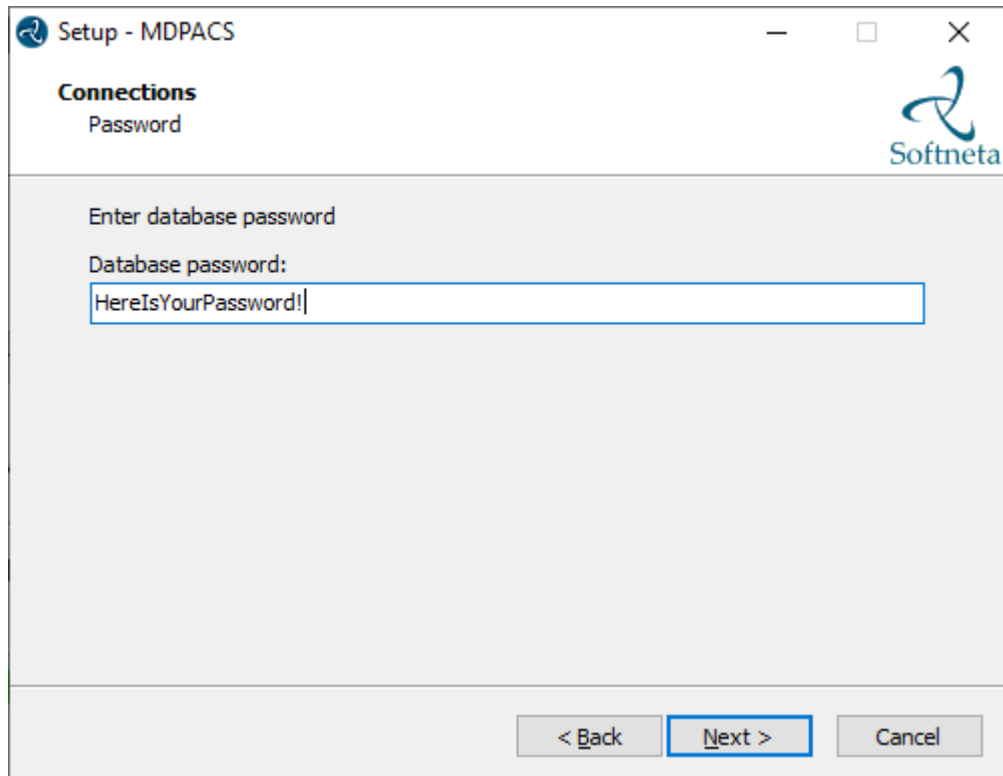 Setup - MDPACS
Connections
Password
Softneta
Enter database password
Database password:
HereIsYourPassword!
< Back
Next >
Cancel